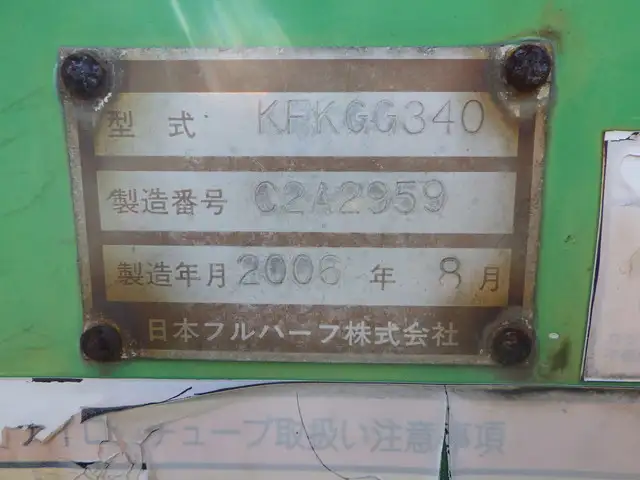 型式 KFKGG340
製造番号 C2A2959
製造年月 2006 年 8 月
日本フルハーフ株式会社
チューブ取扱い注意事項